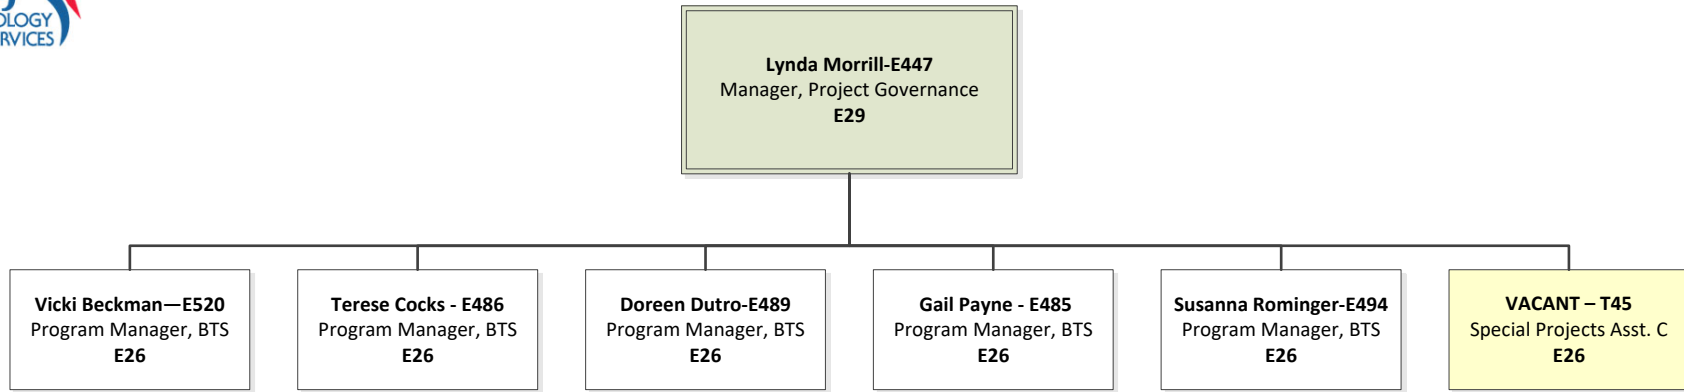 OLOGY
RVICES
Lynda Morrill-E447
Manager, Project Governance
E29
Vicki Beckman—E520
Program Manager, BTS
E26
Terese Cocks - E486
Program Manager, BTS
E26
Doreen Dutro-E489
Program Manager, BTS
E26
Gail Payne - E485
Program Manager, BTS
E26
Susanna Rominger-E494
Program Manager, BTS
E26
VACANT – T45
Special Projects Asst. C
E26